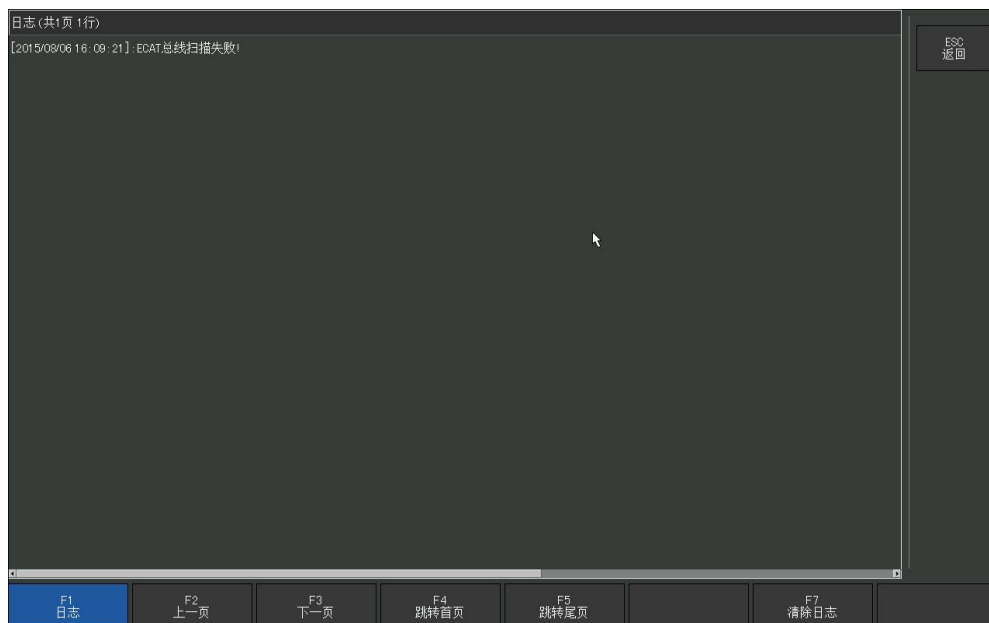 日志(共1页 1行)
[2015/08/06 16:09:21]:ECAT总线扫描失败!
ESC
返回
F1
日志
F2
上一页
F3
下一页
F4
跳转首页
F5
跳转尾页
F7
清除日志